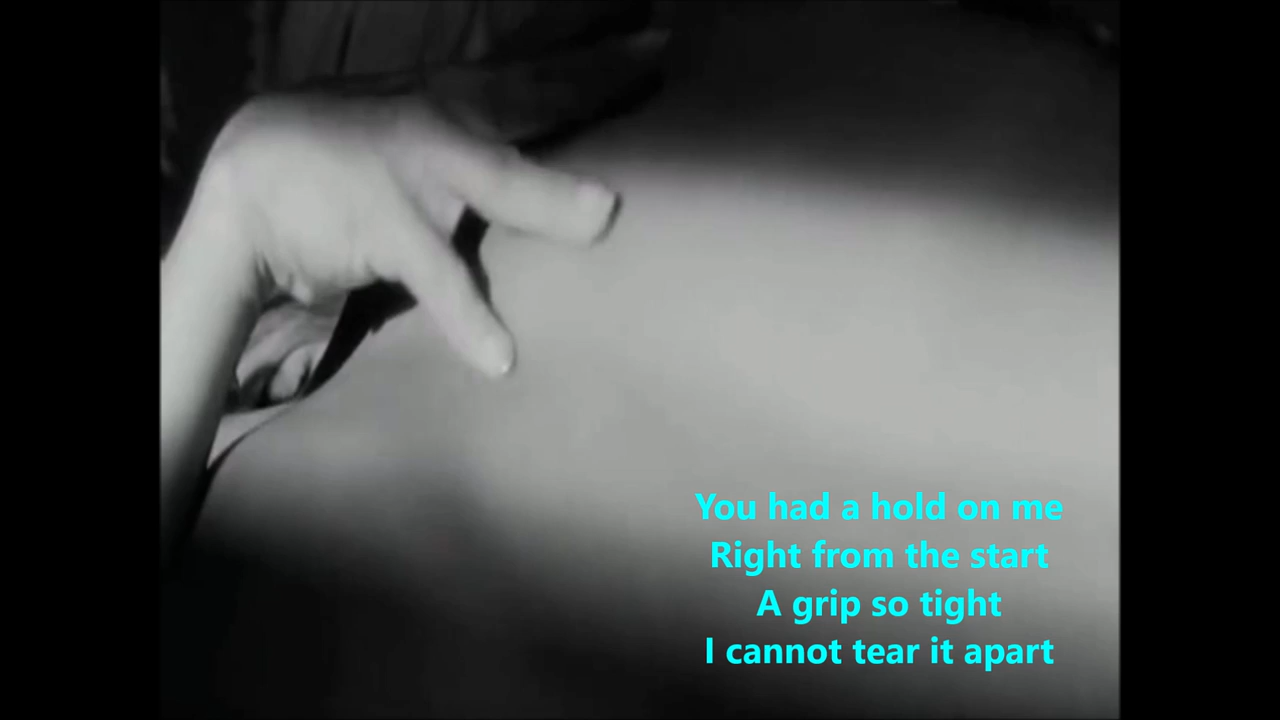 You had a hold on me
Right from the start
A grip so tight
I cannot tear it apart